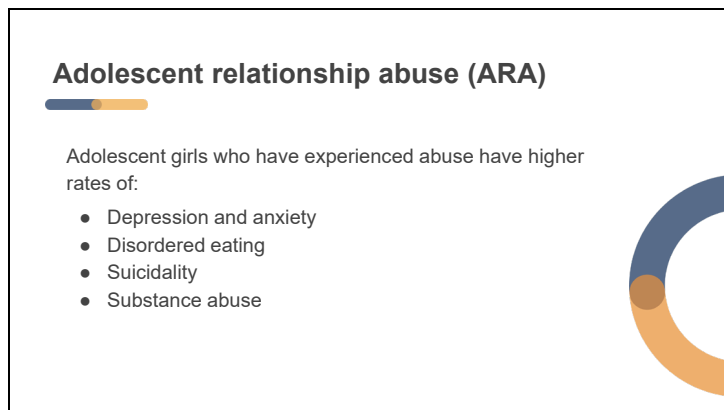 Adolescent relationship abuse (ARA)
Adolescent girls who have experienced abuse have higher
rates of:
● Depression and anxiety
● Disordered eating
● Suicidality
● Substance abuse